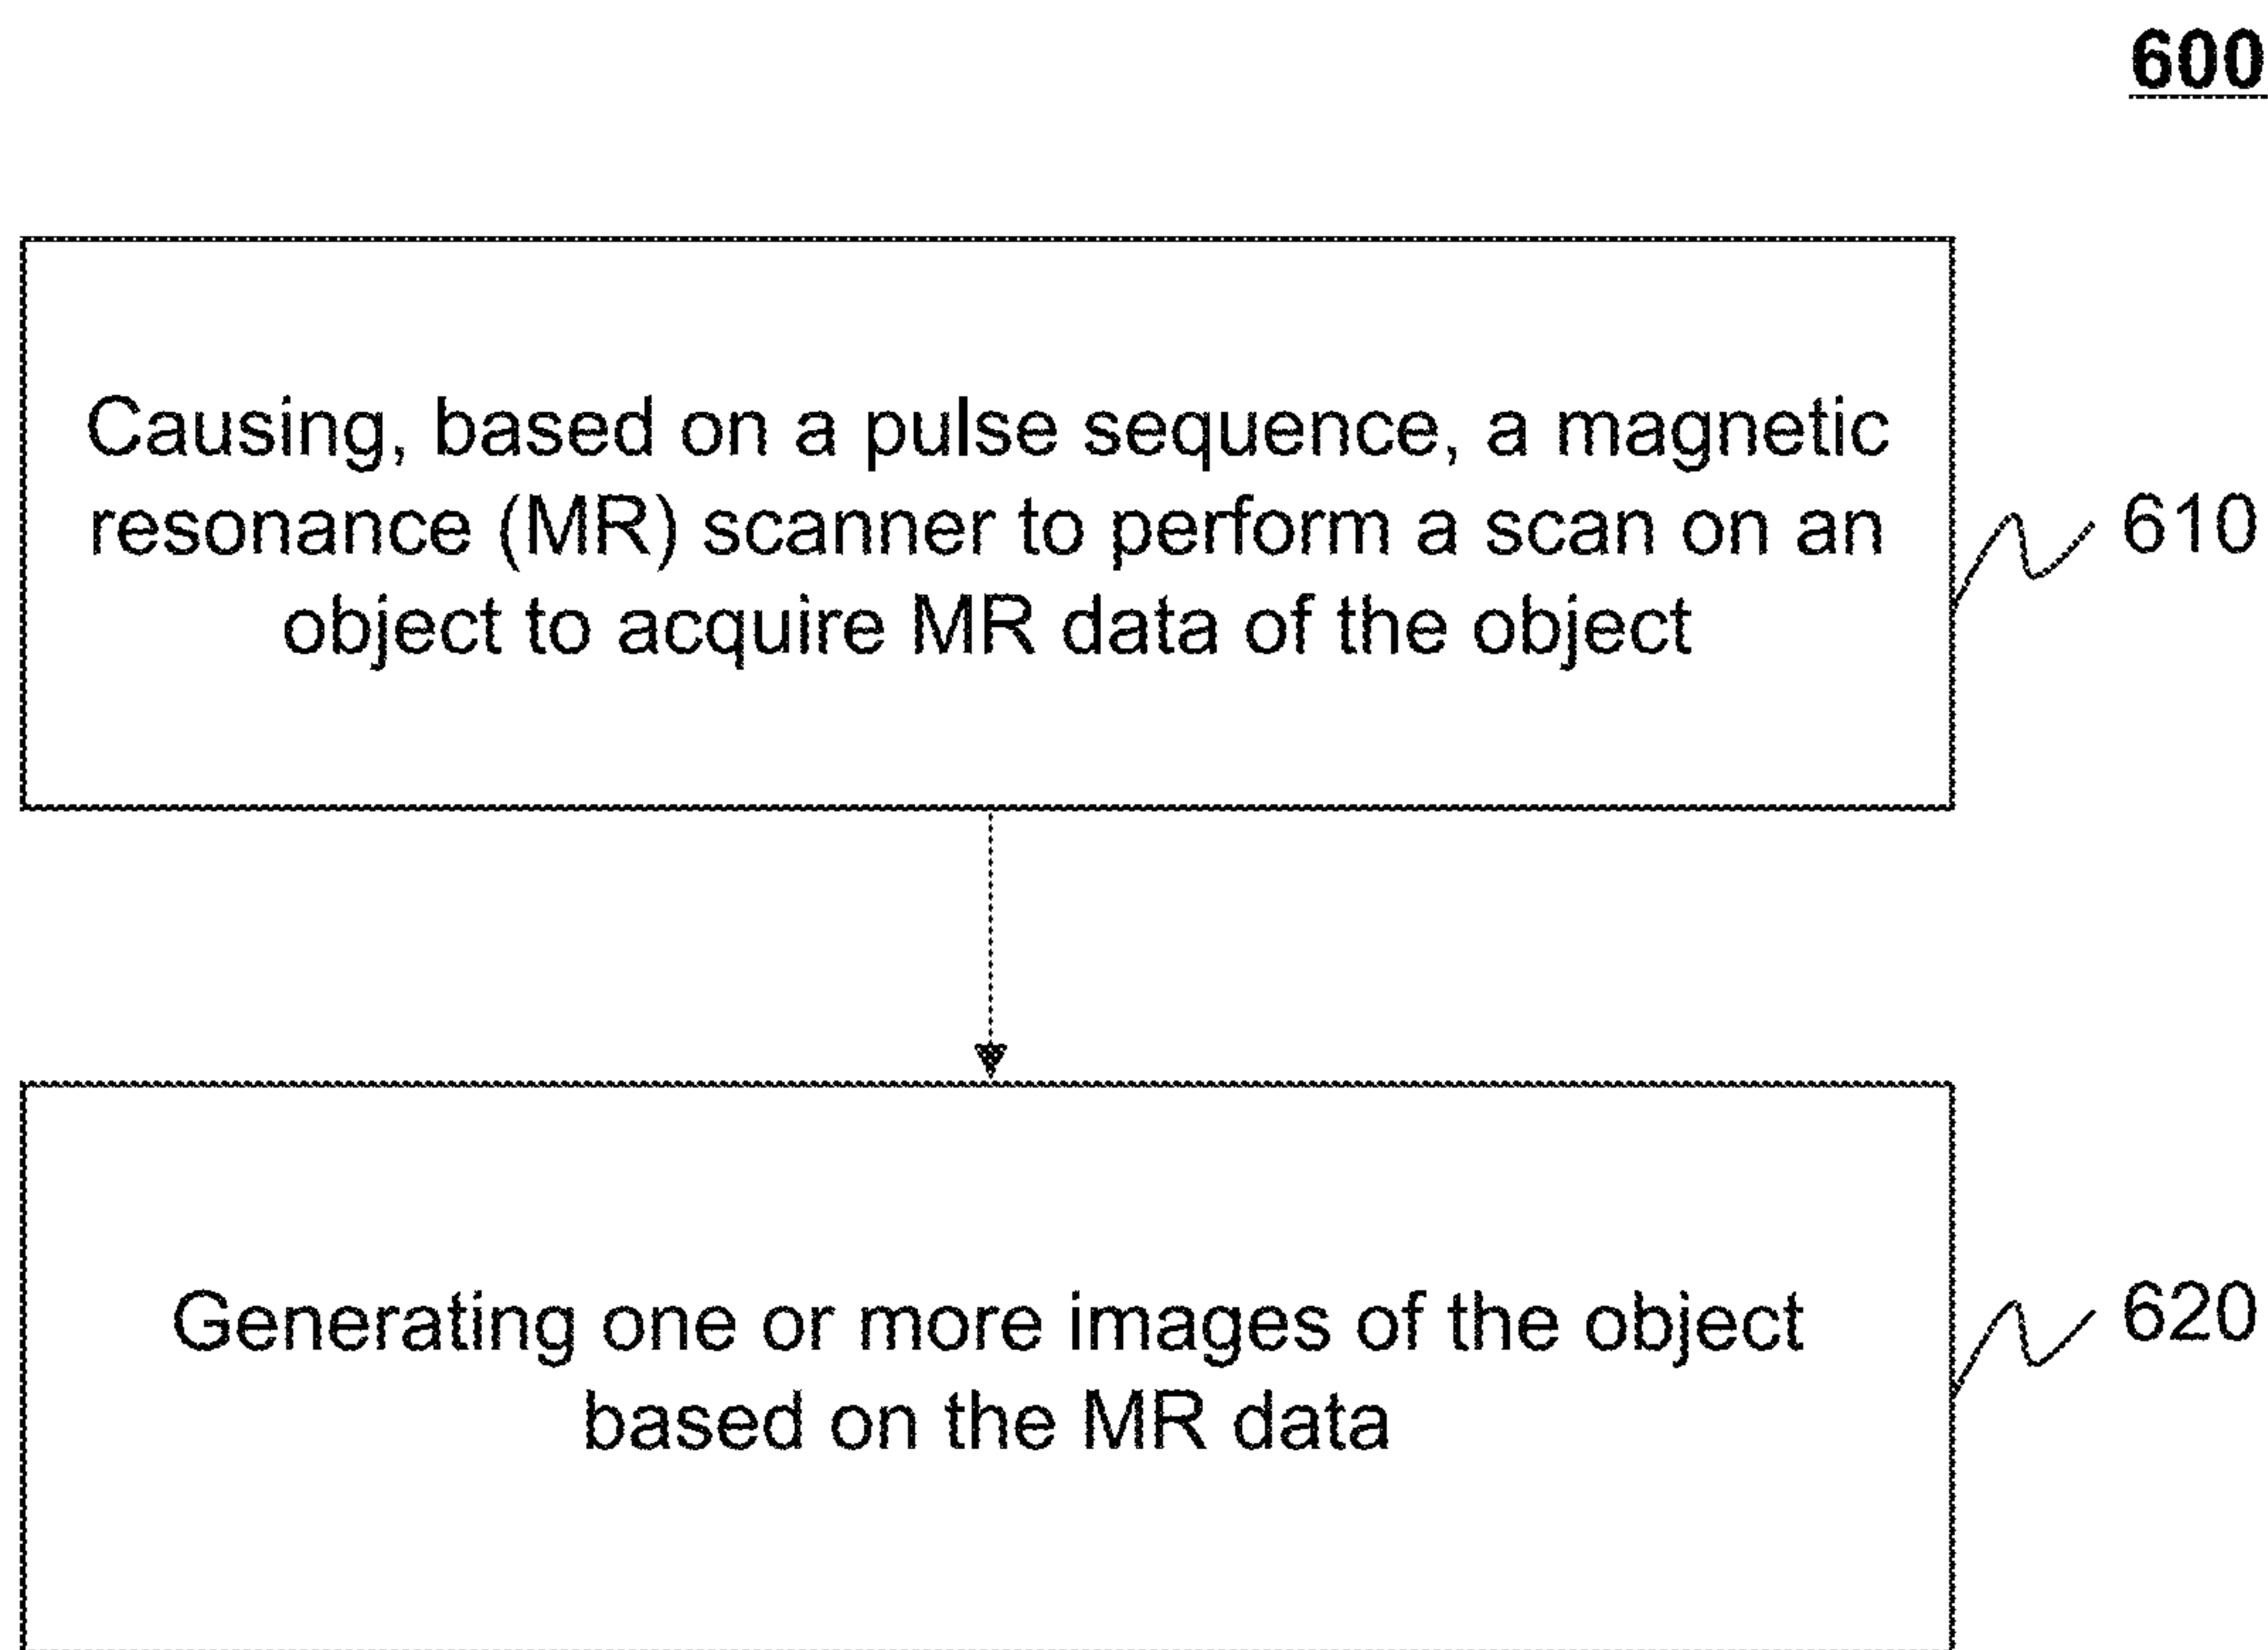 600
Causing, based on a pulse sequence, a magnetic
resonance (MR) scanner to perform a scan on an
object to acquire MR data of the object
610
Generating one or more images of the object
based on the MR data
620